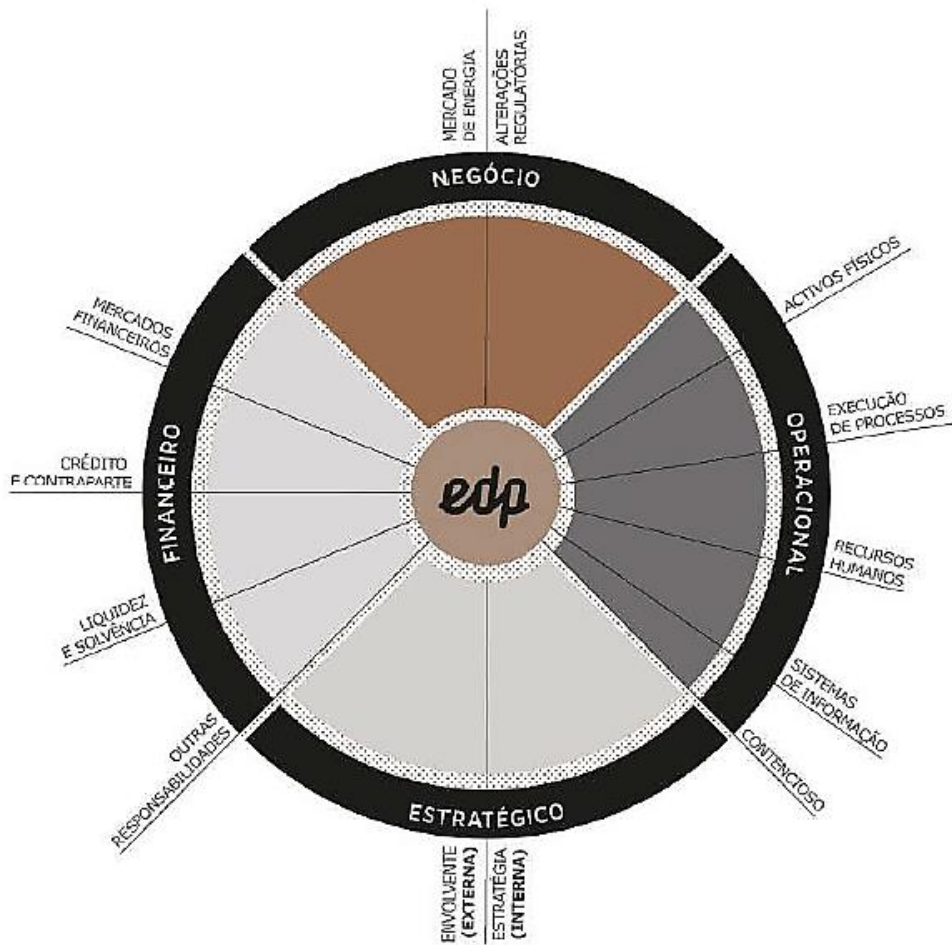 MERCADO
DE ENERGIA
ALTERAÇÕES
REGULATÓRIAS
NEGÓCIO
ACTIVOS FÍSICOS
EXECUÇÃO
DE PROCESSOS
OPERACIONAL
RECURSOS
HUMANOS
SISTEMAS
DE INFORMAÇÃO
CONTENCIOSO
ESTRATÉGICO
ESTRATÉGIA
(INTERNA)
ENVOLVENTE
(EXTERNA)
OUTRAS
RESPONSABILIDADES
LIQUIDEZ
E SOLVÊNCIA
FINANCEIRO
CRÉDITO
E CONTRAPARTE
MERCADOS
FINANCEIROS
edp